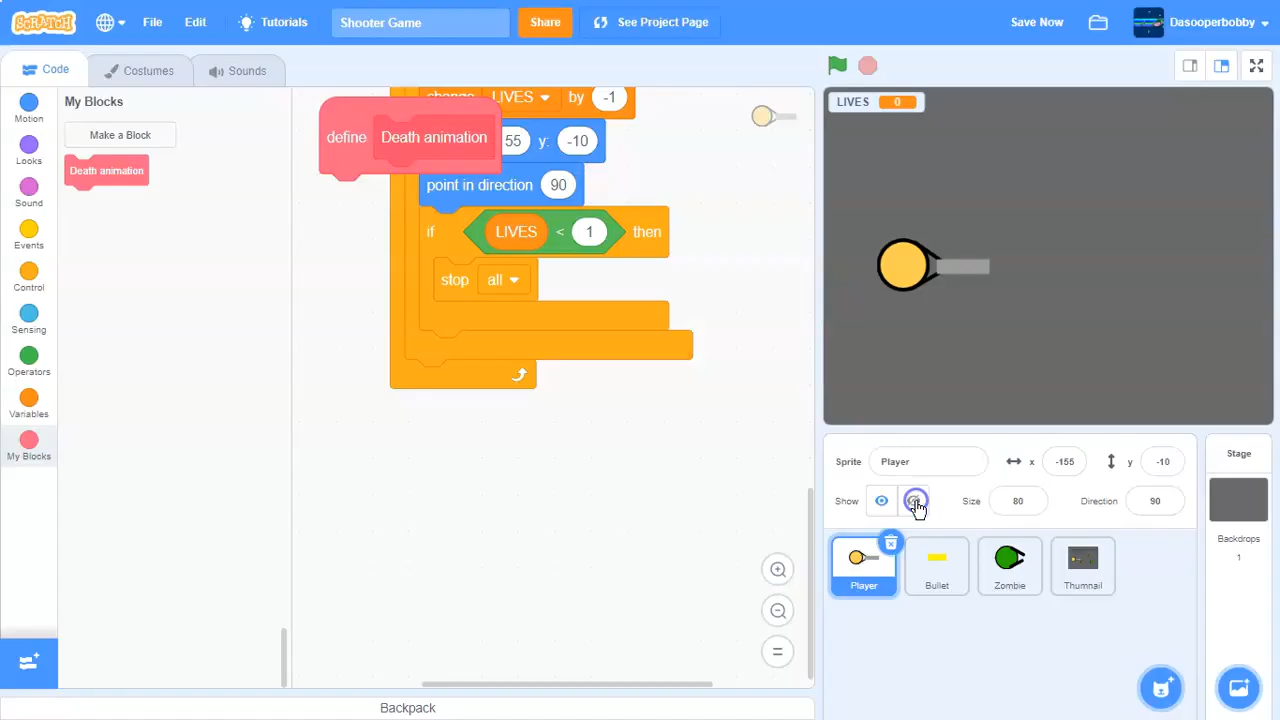 SCRATCH
File
Edit
Tutorials
Shooter Game
Share
See Project Page
Save Now
Dasooperbobby
Code
Costumes
Sounds
Motion
Looks
Sound
Events
Control
Sensing
Operators
Variables
My Blocks
My Blocks
Make a Block
Death animation
change LIVES by -1
define Death animation
55 y: -10
point in direction 90
if LIVES < 1 then
stop all
Backpack
LIVES 0
Sprite Player x -155 y -10
Show Size 80 Direction 90
Player
Bullet
Zombie
Thumnail
Stage
Backdrops
1